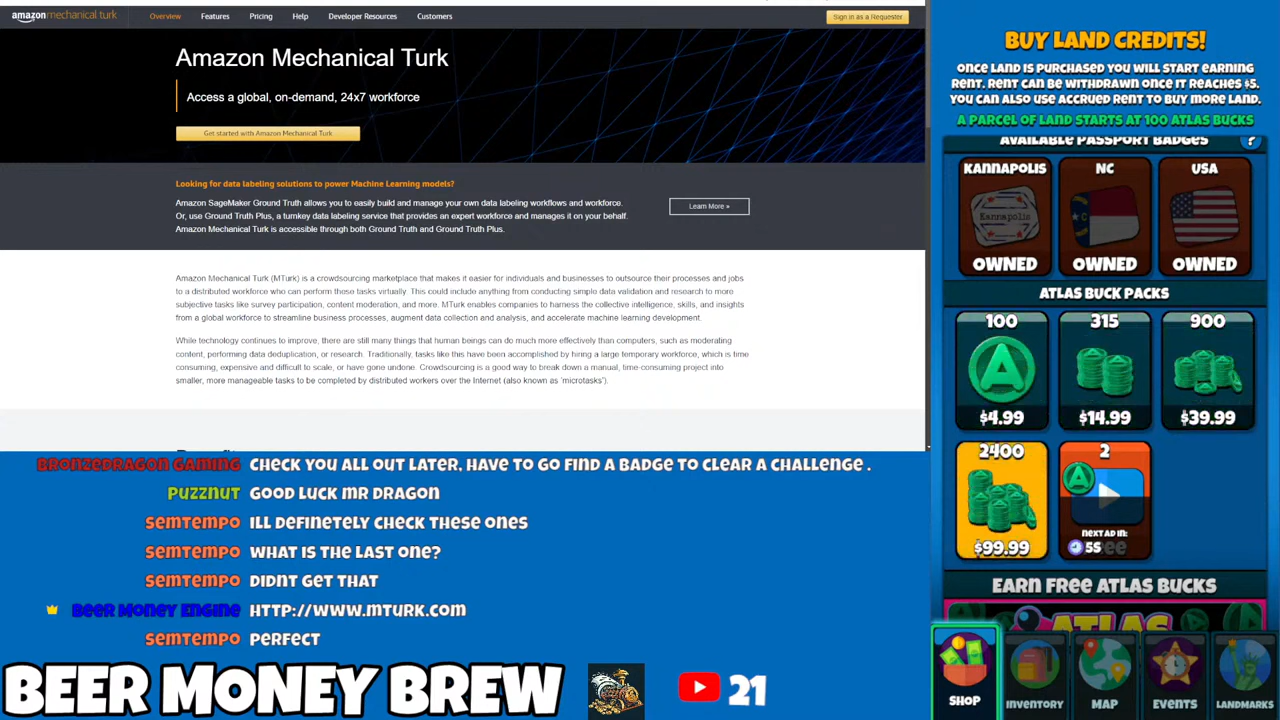 amazon mechanical turk
Overview
Features
Pricing
Help
Developer Resources
Customers
Sign in as a Requester
Amazon Mechanical Turk
Access a global, on-demand, 24x7 workforce
Get started with Amazon Mechanical Turk
Looking for data labeling solutions to power Machine Learning models?
Amazon SageMaker Ground Truth allows you to easily build and manage your own data labeling workflows and workforce.
Or, use Ground Truth Plus, a turnkey data labeling service that provides an expert workforce and manages it on your behalf.
Amazon Mechanical Turk is accessible through both Ground Truth and Ground Truth Plus.
Learn More »
Amazon Mechanical Turk (MTurk) is a crowdsourcing marketplace that makes it easier for individuals and businesses to outsource their processes and jobs
to a distributed workforce who can perform these tasks virtually. This could include anything from conducting simple data validation and research to more
subjective tasks like survey participation, content moderation, and more. MTurk enables companies to harness the collective intelligence, skills, and insights
from a global workforce to streamline business processes, augment data collection and analysis, and accelerate machine learning development.
While technology continues to improve, there are still many things that human beings can do much more effectively than computers, such as moderating
content, performing data deduplication, or research. Traditionally, tasks like this have been accomplished by hiring a large temporary workforce, which is time
consuming, expensive and difficult to scale, or have gone undone. Crowdsourcing is a good way to break down a manual, time-consuming project into
smaller, more manageable tasks to be completed by distributed workers over the Internet (also known as 'microtasks').
BRONZEDRAGON GAMING CHECK YOU ALL OUT LATER, HAVE TO GO FIND A BADGE TO CLEAR A CHALLENGE .
PUZZNUT GOOD LUCK MR DRAGON
SEMTEMPO ILL DEFINETELY CHECK THESE ONES
SEMTEMPO WHAT IS THE LAST ONE?
SEMTEMPO DIDNT GET THAT
BEER MONEY ENGINE HTTP://WWW.MTURK.COM
SEMTEMPO PERFECT
BEER MONEY BREW
21
BUY LAND CREDITS!
ONCE LAND IS PURCHASED YOU WILL START EARNING
RENT. RENT CAN BE WITHDRAWN ONCE IT REACHES $5.
YOU CAN ALSO USE ACCRUED RENT TO BUY MORE LAND.
A PARCEL OF LAND STARTS AT 100 ATLAS BUCKS
AVAILABLE PASSPORT BADGES
?
KANNAPOLIS
NC
USA
Kannapolis
N
C
OWNED
OWNED
OWNED
ATLAS BUCK PACKS
100
315
900
A
$4.99
$14.99
$39.99
2400
2
A
$99.99
NEXT AD IN:
5S
EARN FREE ATLAS BUCKS
ATLAS
SHOP
INVENTORY
MAP
EVENTS
LANDMARKS